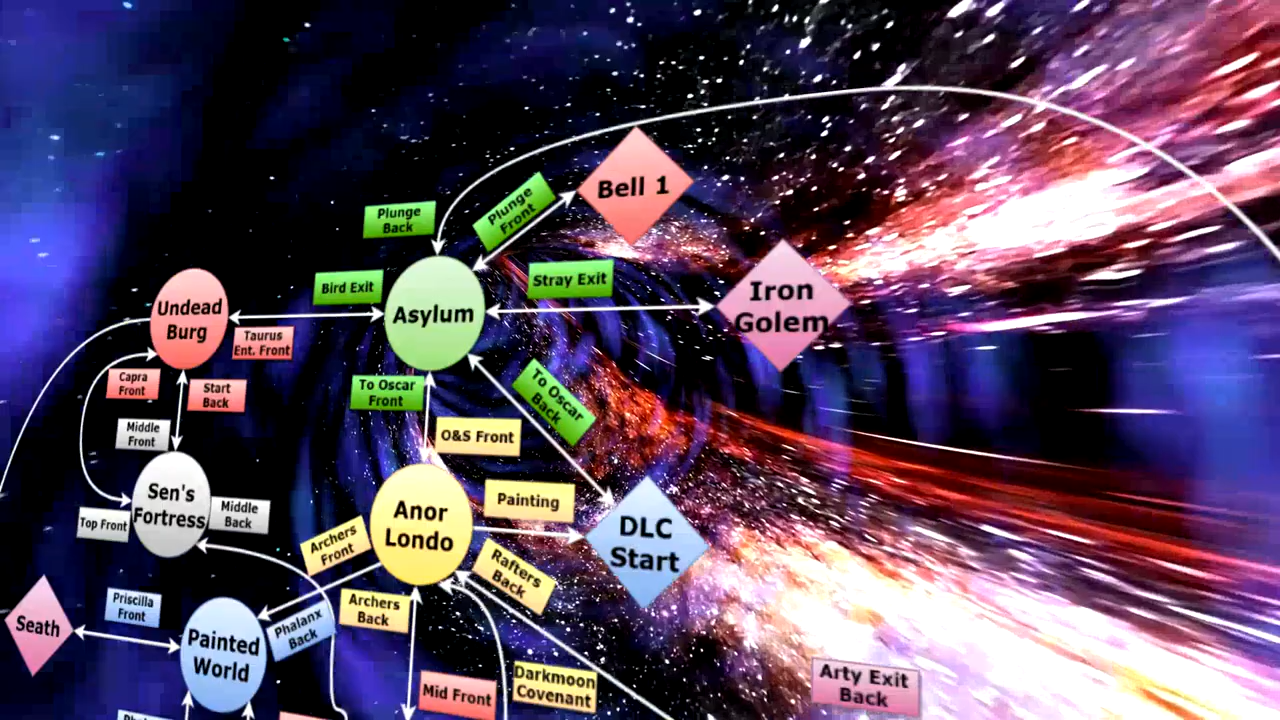 Bell 1
Plunge
Front
Plunge
Back
Stray Exit
Iron
Golem
Bird Exit
Asylum
Undead
Burg
Taurus
Ent. Front
Capra
Front
Start
Back
To Oscar
Front
To Oscar
Back
Middle
Front
O&S Front
Sen's
Fortress
Middle
Back
Top Front
Anor
Londo
Painting
DLC
Start
Archers
Front
Rafters
Back
Seath
Priscilla
Front
Painted
World
Phalanx
Back
Archers
Back
Mid Front
Darkmoon
Covenant
Arty Exit
Back